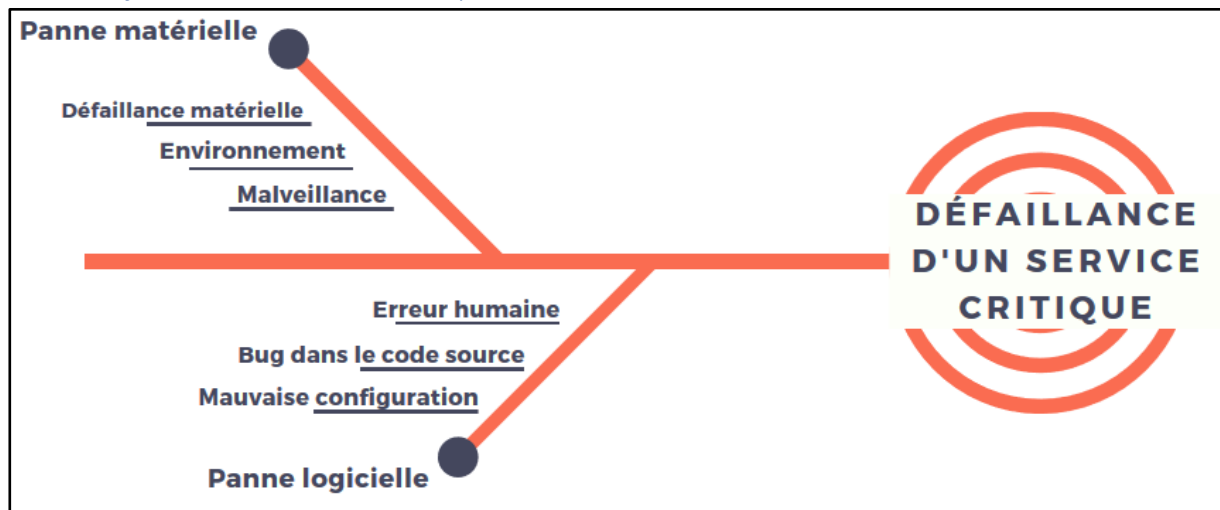 Panne matérielle
Défaillance matérielle
Environnement
Malveillance
DÉFAILLANCE
D'UN SERVICE
CRITIQUE
Erreur humaine
Bug dans le code source
Mauvaise configuration
Panne logicielle